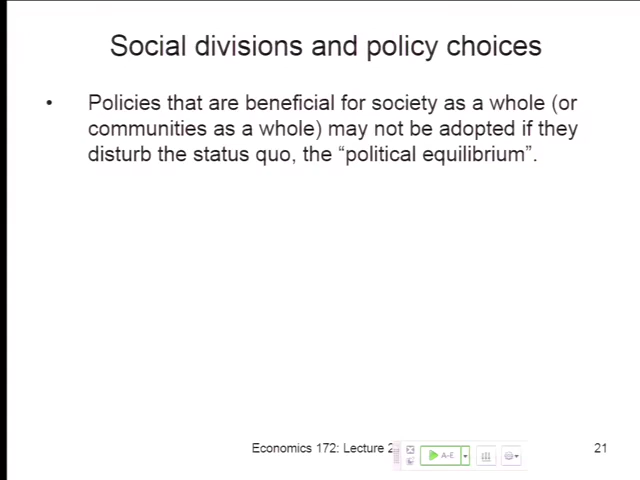 Social divisions and policy choices
• Policies that are beneficial for society as a whole (or
communities as a whole) may not be adopted if they
disturb the status quo, the “political equilibrium”.
Economics 172: Lecture 2
A-E
21